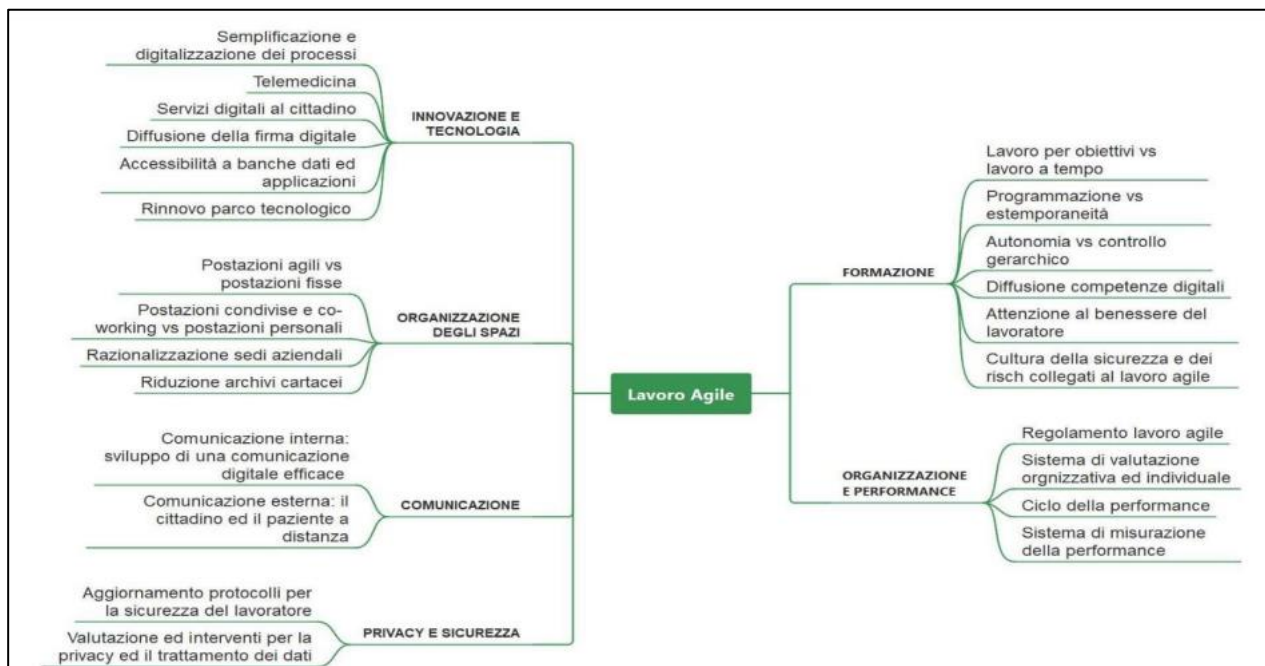 Semplificazione e
digitalizzazione dei processi
Telemedicina
Servizi digitali al cittadino
Diffusione della firma digitale
Accessibilità a banche dati ed
applicazioni
Rinnovo parco tecnologico
INNOVAZIONE E
TECNOLOGIA
Postazioni agili vs
postazioni fisse
Postazioni condivise e co-
working vs postazioni personali
Razionalizzazione sedi aziendali
Riduzione archivi cartacei
ORGANIZZAZIONE
DEGLI SPAZI
Comunicazione interna:
sviluppo di una comunicazione
digitale efficace
Comunicazione esterna: il
cittadino ed il paziente a
distanza
COMUNICAZIONE
Aggiornamento protocolli per
la sicurezza del lavoratore
Valutazione ed interventi per la
privacy ed il trattamento dei dati
PRIVACY E SICUREZZA
Lavoro Agile
FORMAZIONE
Lavoro per obiettivi vs
lavoro a tempo
Programmazione vs
estemporaneità
Autonomia vs controllo
gerarchico
Diffusione competenze digitali
Attenzione al benessere del
lavoratore
Cultura della sicurezza e dei
risch collegati al lavoro agile
ORGANIZZAZIONE
E PERFORMANCE
Regolamento lavoro agile
Sistema di valutazione
orgnizzativa ed individuale
Ciclo della performance
Sistema di misurazione
della performance